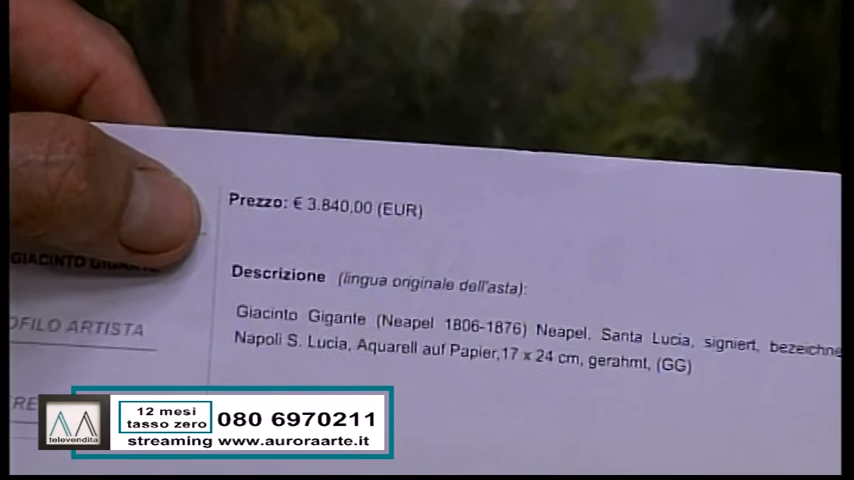 Prezzo: € 3.840,00 (EUR)
GIACINTO
Descrizione (lingua originale dell'asta):
OFILO ARTISTA
Giacinto Gigante (Neapel 1806-1876) Neapel, Santa Lucia, signiert, bezeichne
Napoli S. Lucia, Aquarell auf Papier,17 x 24 cm, gerahmt, (GG)
televendita
12 mesi
tasso zero
080 6970211
streaming www.auroraarte.it